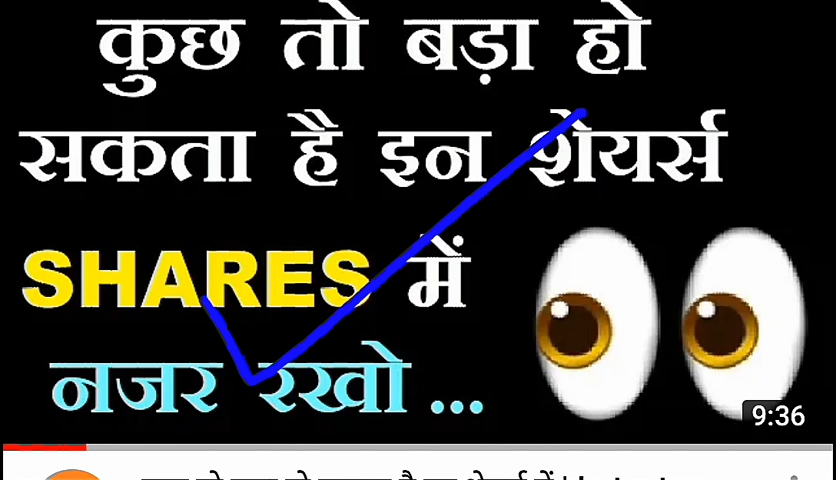 कुछ तो बड़ा हो
सकता है इन शेयर्स
SHARES में
नजर रखो ...
9:36